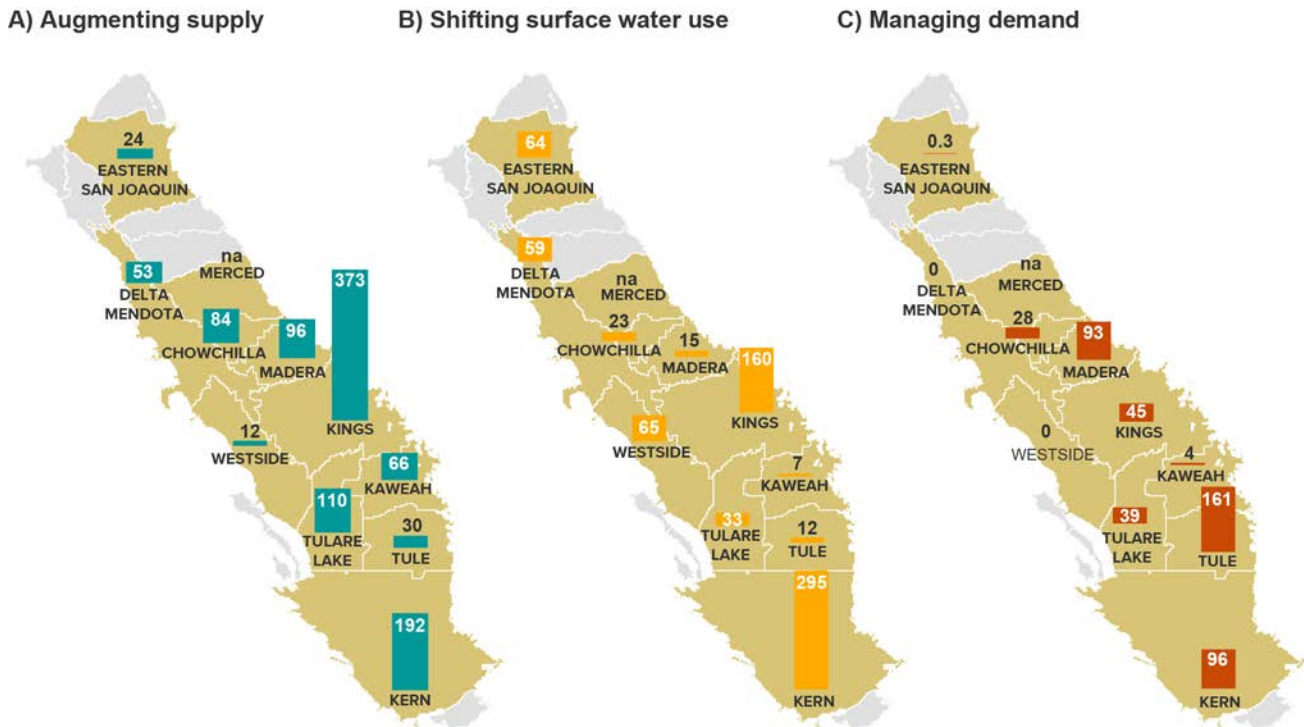 A) Augmenting supply
24
EASTERN
SAN JOAQUIN
na
MERCED
53
DELTA
MENDOTA
373
84
CHOWCHILLA
96
MADERA
KINGS
12
WESTSIDE
66
KAWEAH
110
TULARE
LAKE
30
TULE
192
KERN
B) Shifting surface water use
64
EASTERN
SAN JOAQUIN
59
DELTA
MENDOTA
na
MERCED
23
CHOWCHILLA
15
MADERA
160
KINGS
65
WESTSIDE
7
KAWEAH
33
TULARE
LAKE
12
TULE
295
KERN
C) Managing demand
0.3
EASTERN
SAN JOAQUIN
0
DELTA
MENDOTA
na
MERCED
28
CHOWCHILLA
93
MADERA
45
KINGS
0
WESTSIDE
4
KAWEAH
39
TULARE
LAKE
161
TULE
96
KERN